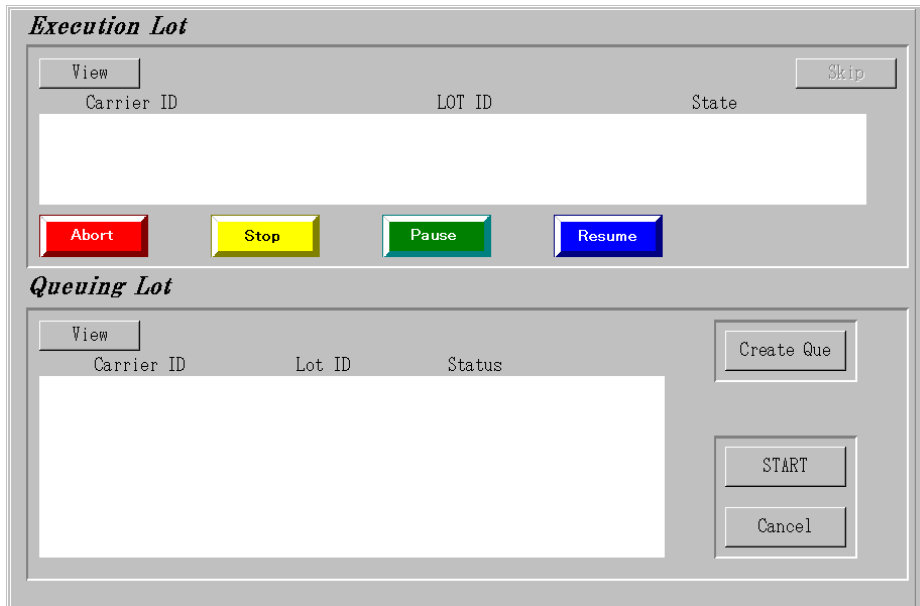 Execution Lot
View Skip
Carrier ID LOT ID State
Abort Stop Pause Resume
Queuing Lot
View
Create Que
Carrier ID Lot ID Status
START
Cancel